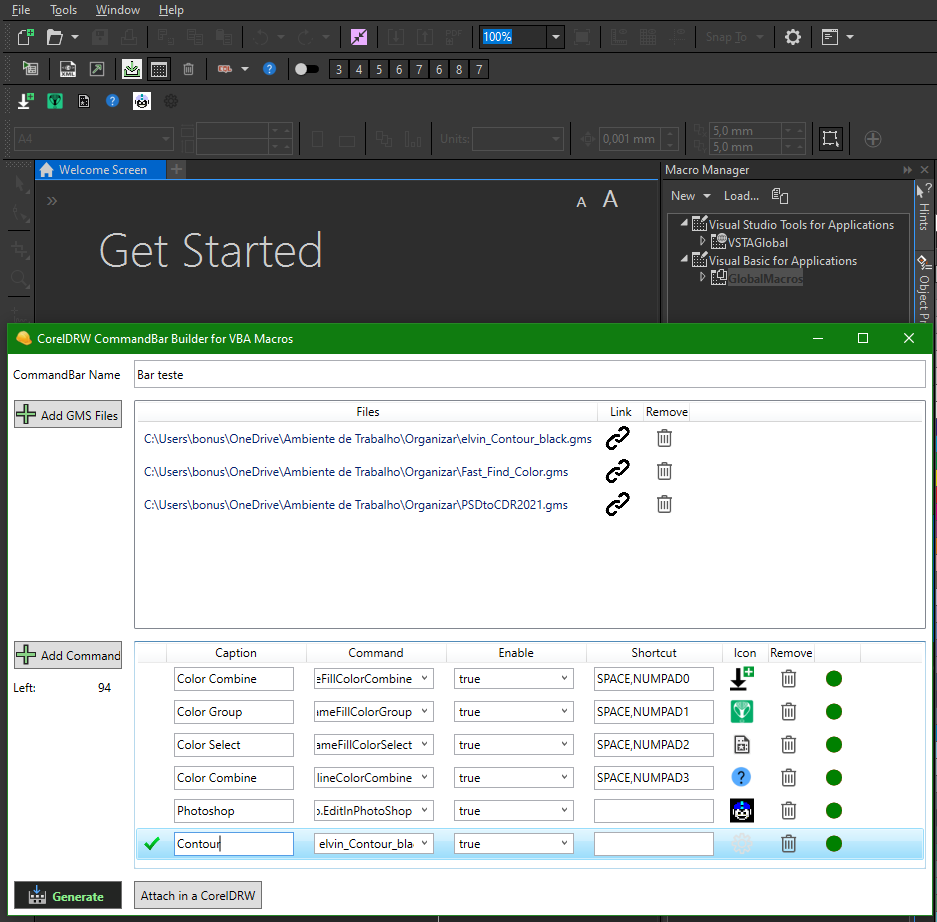 File Tools Window Help
100% Snap To
3 4 5 6 7 6 8 7
A4 Units: 0,001 mm 5,0 mm
5,0 mm
Welcome Screen
Macro Manager
A A
New Load...
Get Started
Visual Studio Tools for Applications
VSTAGlobal
Visual Basic for Applications
GlobalMacros
Hints
Object Pr
CorelDRW CommandBar Builder for VBA Macros
CommandBar Name Bar teste
Add GMS Files
Files Link Remove
C:\Users\bonus\OneDrive\Ambiente de Trabalho\Organizar\elvin_Contour_black.gms
C:\Users\bonus\OneDrive\Ambiente de Trabalho\Organizar\Fast_Find_Color.gms
C:\Users\bonus\OneDrive\Ambiente de Trabalho\Organizar\PSDtoCDR2021.gms
Add Command
Left: 94
Caption Command Enable Shortcut Icon Remove
Color Combine eFillColorCombine true SPACE,NUMPAD0
Color Group ameFillColorGroup true SPACE,NUMPAD1
Color Select ameFillColorSelect true SPACE,NUMPAD2
Color Combine lineColorCombine true SPACE,NUMPAD3
Photoshop o.EditInPhotoShop true
Contour elvin_Contour_bla true
Generate
Attach in a CorelDRW